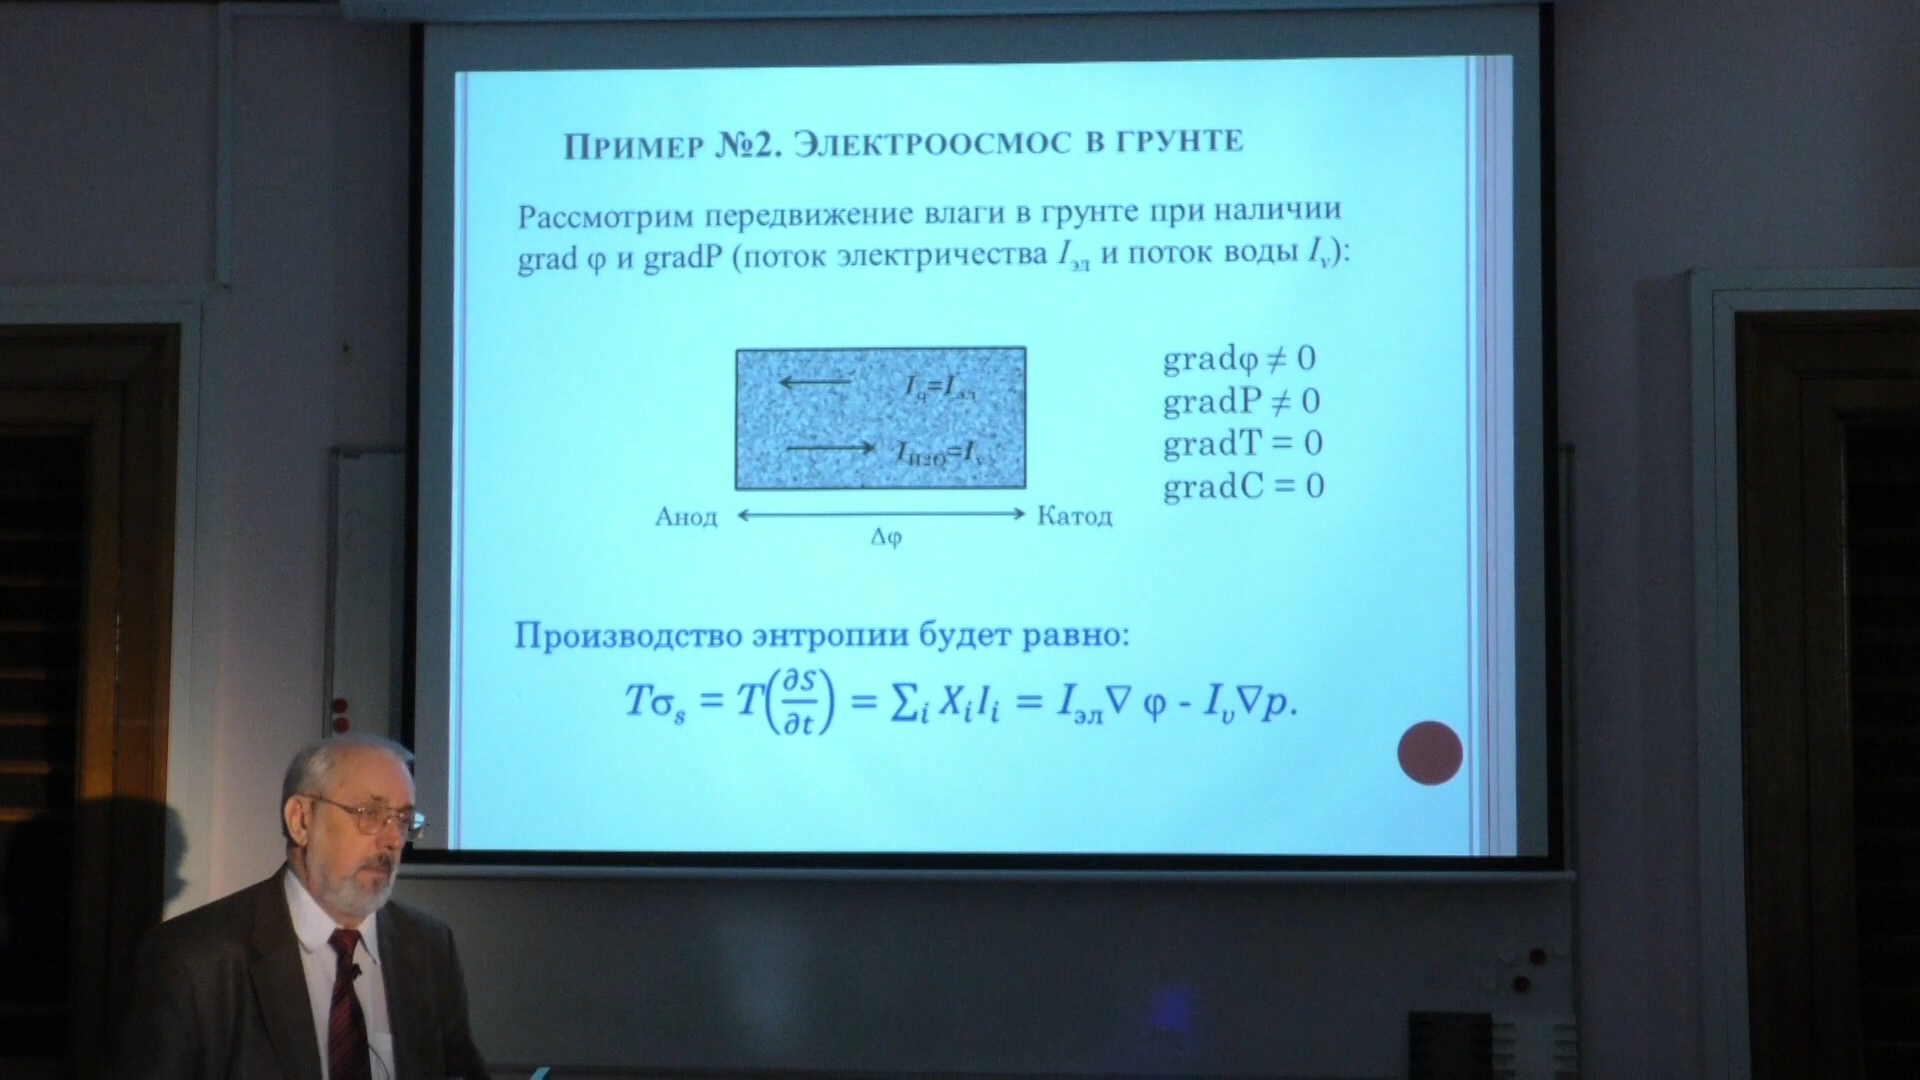 Пример №2. Электроосмос в грунте
Рассмотрим передвижение влаги в грунте при наличии
grad φ и gradP (поток электричества Iэл и поток воды Iv):
Iq=Iэл
IH2O=Iv
gradφ ≠ 0
gradP ≠ 0
gradT = 0
gradC = 0
Анод
Катод
Δφ
Производство энтропии будет равно:
Tσs = T(∂S/∂t) = ∑i XiIi = Iэл∇ φ - Iv∇p.